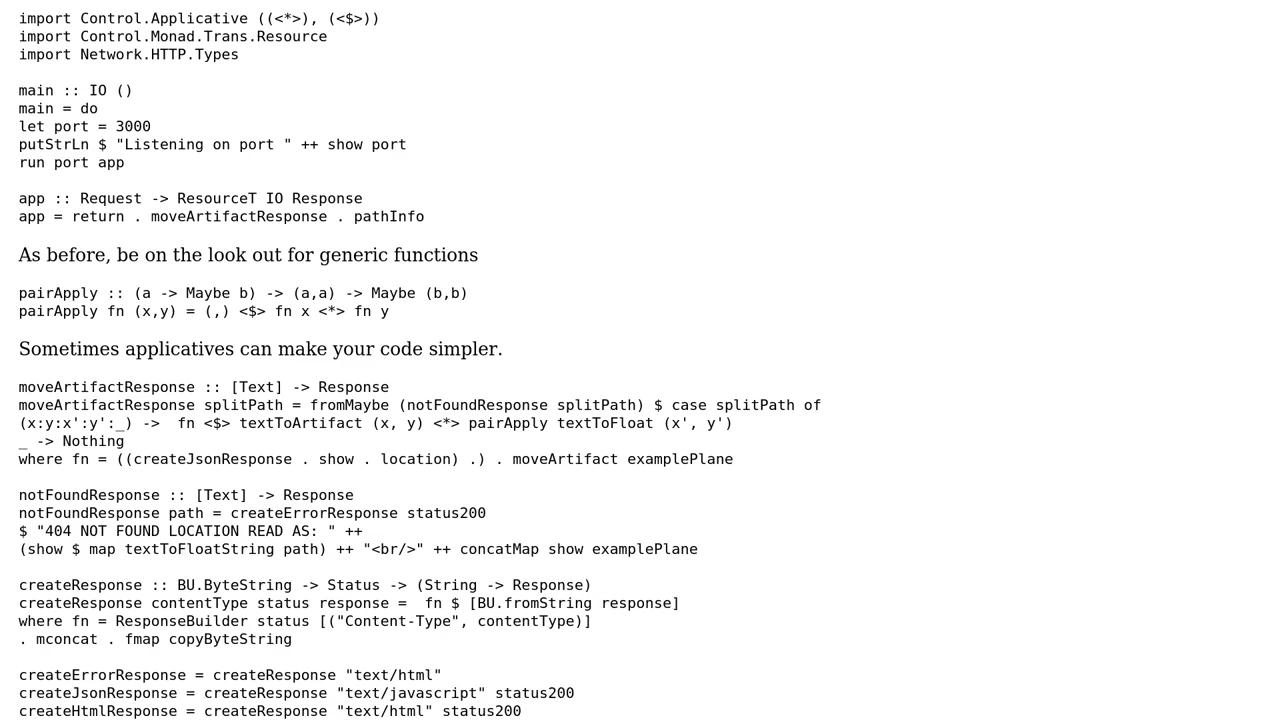 import Control.Applicative ((<*>), (<$>))
import Control.Monad.Trans.Resource
import Network.HTTP.Types
main :: IO ()
main = do
let port = 3000
putStrLn $ "Listening on port " ++ show port
run port app
app :: Request -> ResourceT IO Response
app = return . moveArtifactResponse . pathInfo
As before, be on the look out for generic functions
pairApply :: (a -> Maybe b) -> (a,a) -> Maybe (b,b)
pairApply fn (x,y) = (,) <$> fn x <*> fn y
Sometimes applicatives can make your code simpler.
moveArtifactResponse :: [Text] -> Response
moveArtifactResponse splitPath = fromMaybe (notFoundResponse splitPath) $ case splitPath of
(x:y:x':y':_) ->  fn <$> textToArtifact (x, y) <*> pairApply textToFloat (x', y')
_ -> Nothing
where fn = ((createJsonResponse . show . location) .) . moveArtifact examplePlane
notFoundResponse :: [Text] -> Response
notFoundResponse path = createErrorResponse status200
$ "404 NOT FOUND LOCATION READ AS: " ++
(show $ map textToFloatString path) ++ "<br/>" ++ concatMap show examplePlane
createResponse :: BU.ByteString -> Status -> (String -> Response)
createResponse contentType status response =  fn $ [BU.fromString response]
where fn = ResponseBuilder status [("Content-Type", contentType)]
. mconcat . fmap copyByteString
createErrorResponse = createResponse "text/html"
createJsonResponse = createResponse "text/javascript" status200
createHtmlResponse = createResponse "text/html" status200